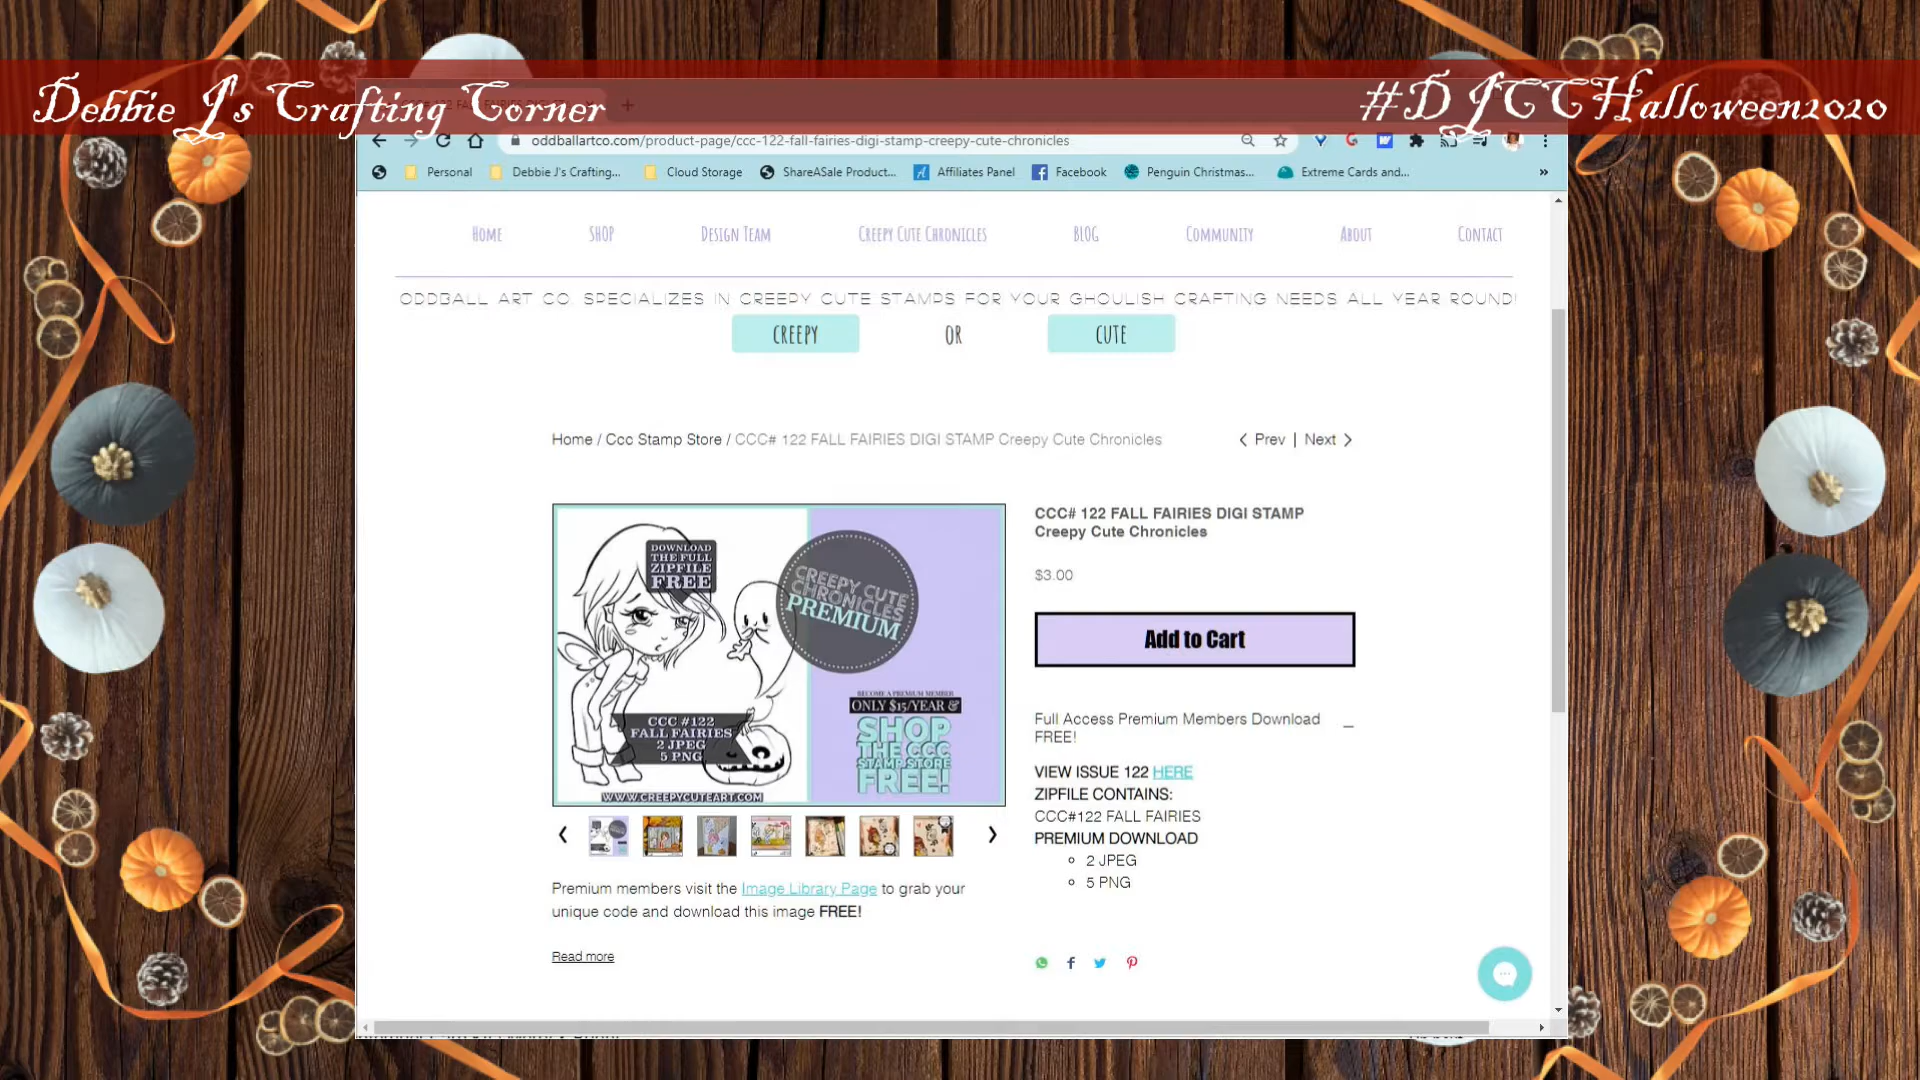 Debbie J's Crafting Corner
#DJCCHalloween2020
oddballartco.com/product-page/ccc-122-fall-fairies-digi-stamp-creepy-cute-chronicles
Personal Debbie J's Crafting... Cloud Storage ShareASale Product... Affiliates Panel Facebook Penguin Christmas... Extreme Cards and... »
Home SHOP Design Team Creepy Cute Chronicles BLOG Community About Contact
ODDBALL ART CO. SPECIALIZES IN CREEPY CUTE STAMPS FOR YOUR GHOULISH CRAFTING NEEDS ALL YEAR ROUND!
CREEPY OR CUTE
Home / Ccc Stamp Store / CCC# 122 FALL FAIRIES DIGI STAMP Creepy Cute Chronicles
< Prev | Next >
DOWNLOAD
THE FULL
ZIPFILE
FREE
CREEPY CUTE
CHRONICLES
PREMIUM
CCC #122
FALL FAIRIES
2 JPEG
5 PNG
WWW.CREEPYCUTEART.COM
BECOME A PREMIUM MEMBER
ONLY $15/YEAR &
SHOP
THE CCC
STAMP STORE
FREE!
Premium members visit the Image Library Page to grab your
unique code and download this image FREE!
Read more
CCC# 122 FALL FAIRIES DIGI STAMP
Creepy Cute Chronicles
$3.00
Add to Cart
Full Access Premium Members Download
FREE!
VIEW ISSUE 122 HERE
ZIPFILE CONTAINS:
CCC#122 FALL FAIRIES
PREMIUM DOWNLOAD
2 JPEG
5 PNG